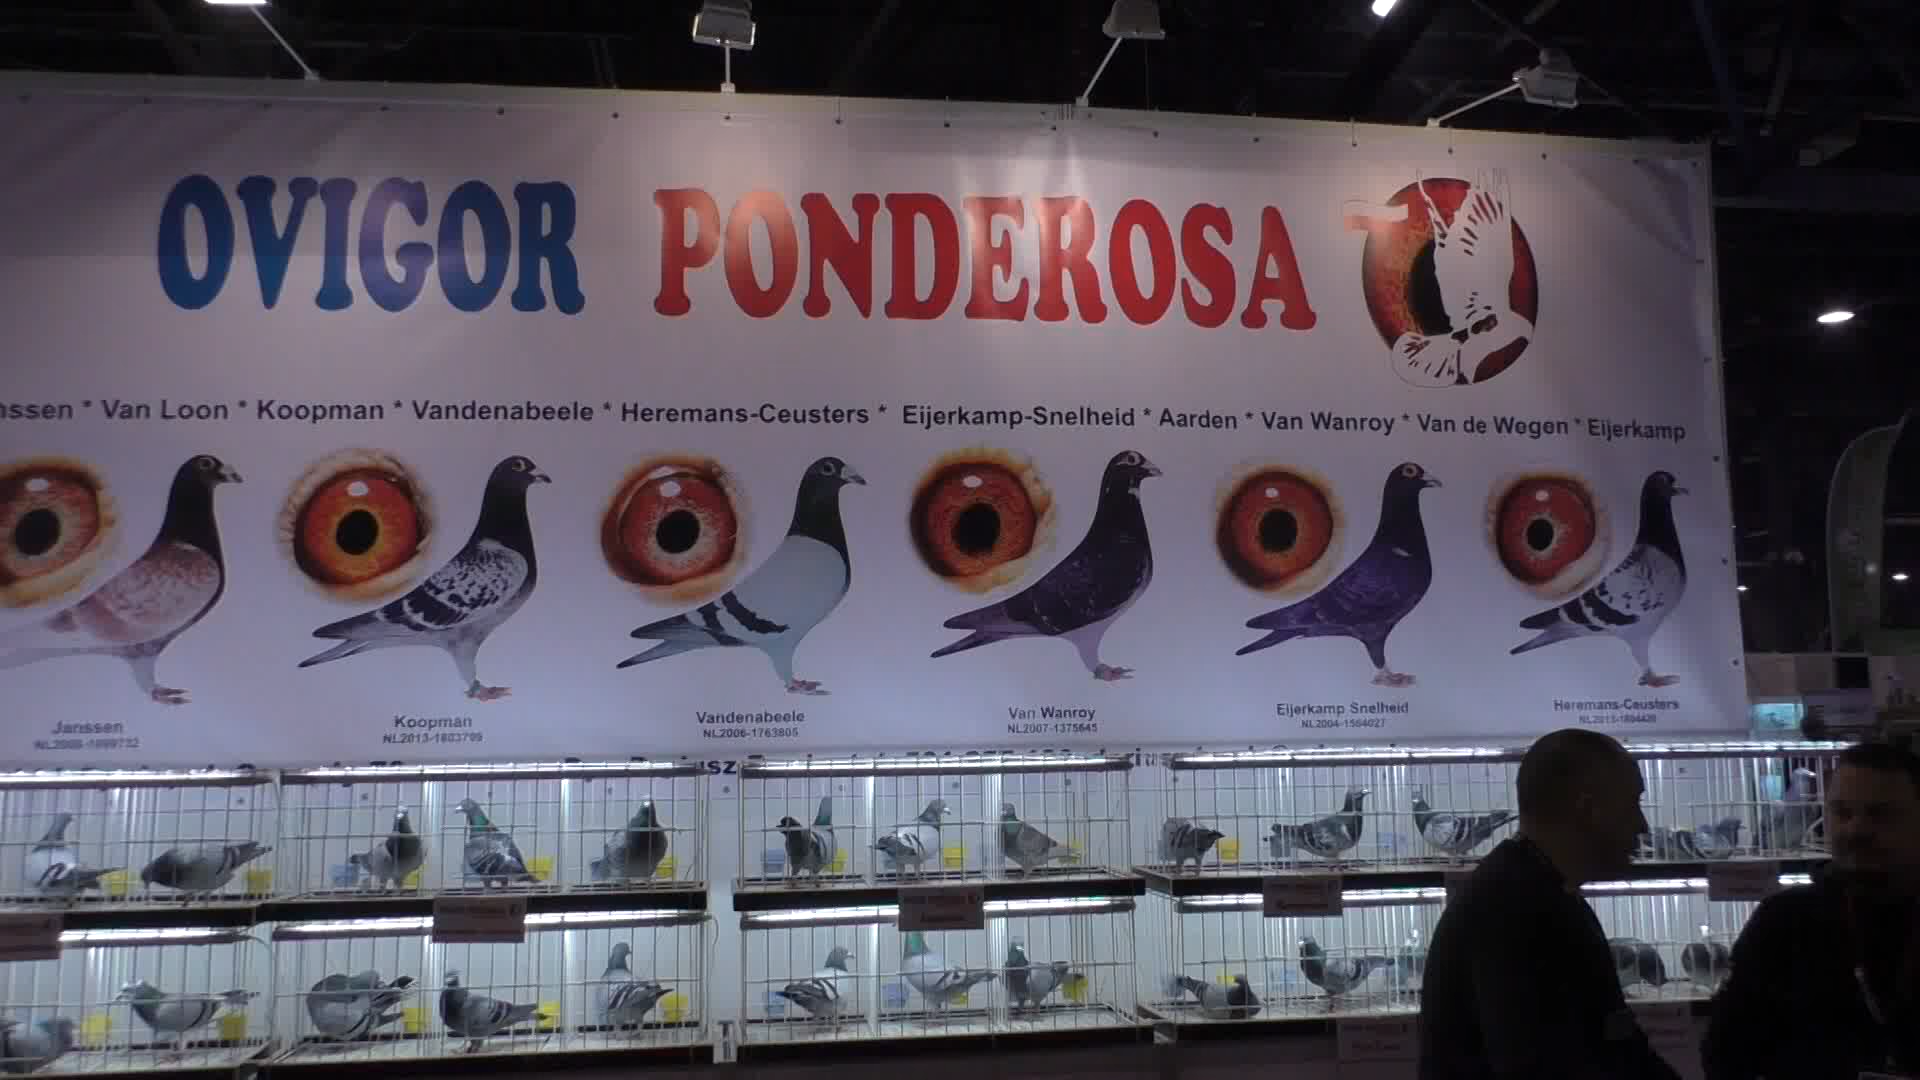 OVIGOR PONDEROSA
nssen * Van Loon * Koopman * Vandenabeele * Heremans-Ceusters * Eijerkamp-Snelheid * Aarden * Van Wanroy * Van de Wegen * Eijerkamp
Janssen
Koopman
NL2013-1803799
Vandenabeele
NL2006-1763805
Van Wanroy
NL2007-1375645
Eijerkamp Snelheid
NL2004-1564027
Heremans-Ceusters